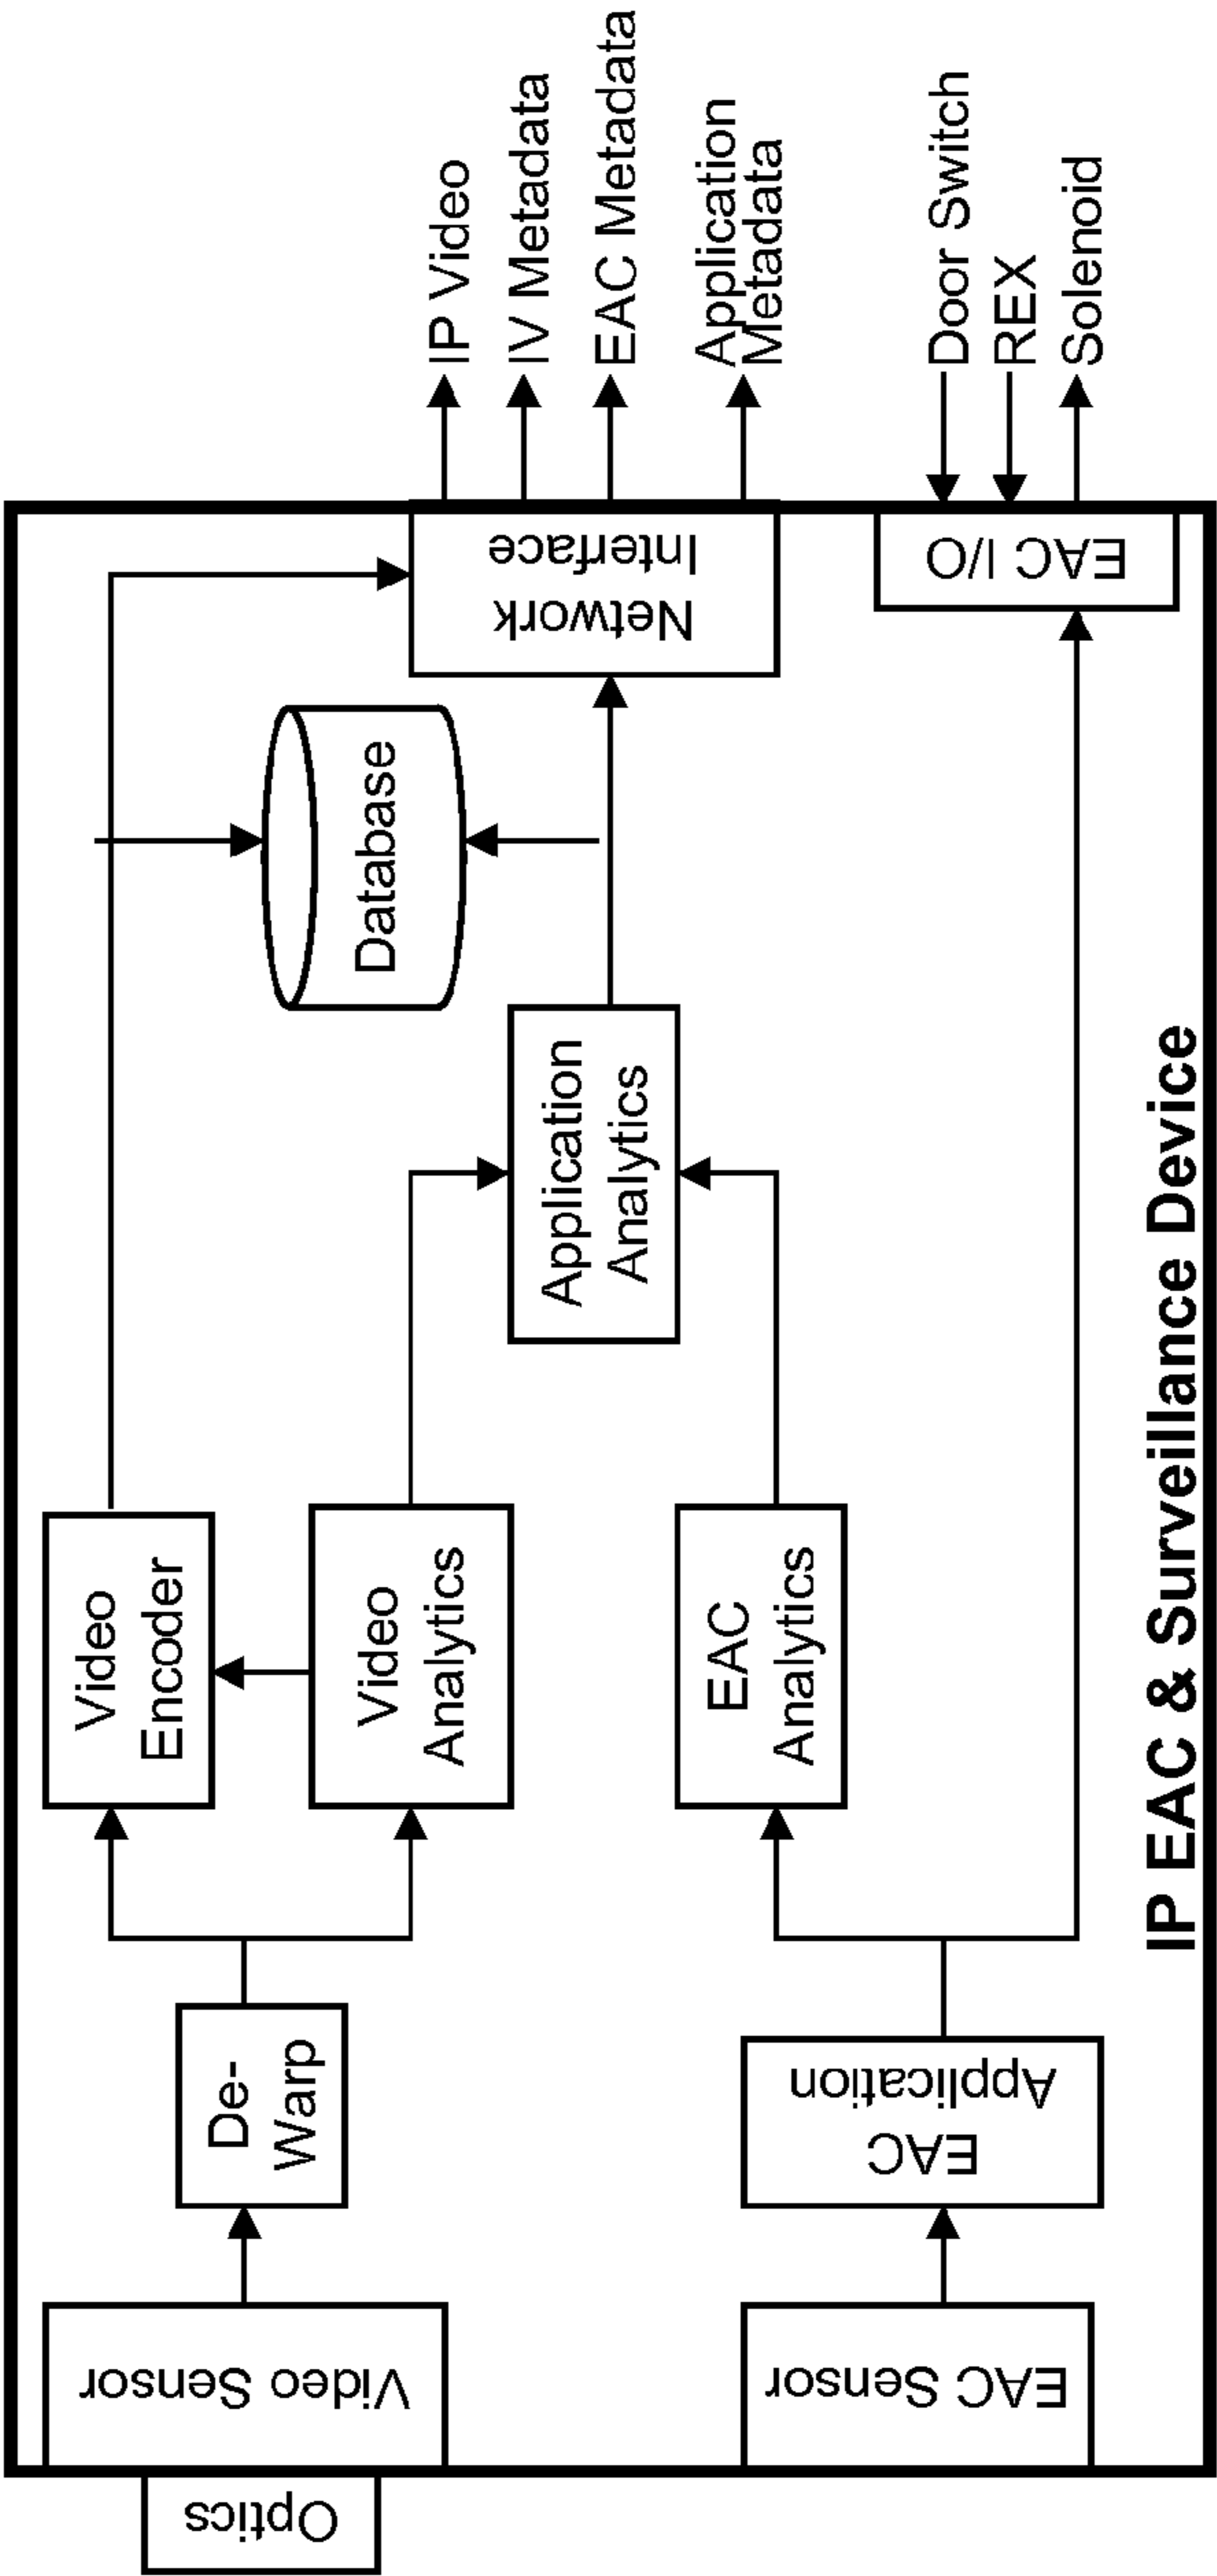 Optics
Video Sensor
De-
Warp
Video
Encoder
Video
Analytics
Database
Network
Interface
IP Video
IV Metadata
EAC Metadata
Application
Metadata
Application
Analytics
EAC
Analytics
EAC Sensor
EAC
Application
EAC I/O
Door Switch
REX
Solenoid
IP EAC & Surveillance Device